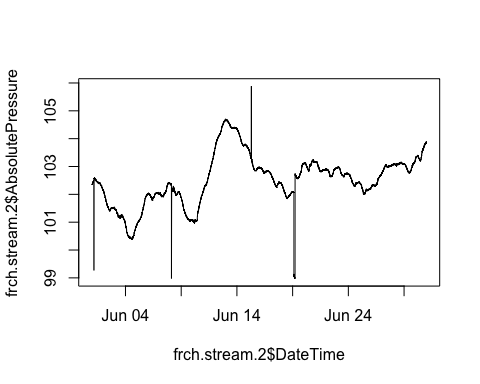 frch.stream.2$AbsolutePressure
105
103
101
99
Jun 04 Jun 14 Jun 24
frch.stream.2$DateTime